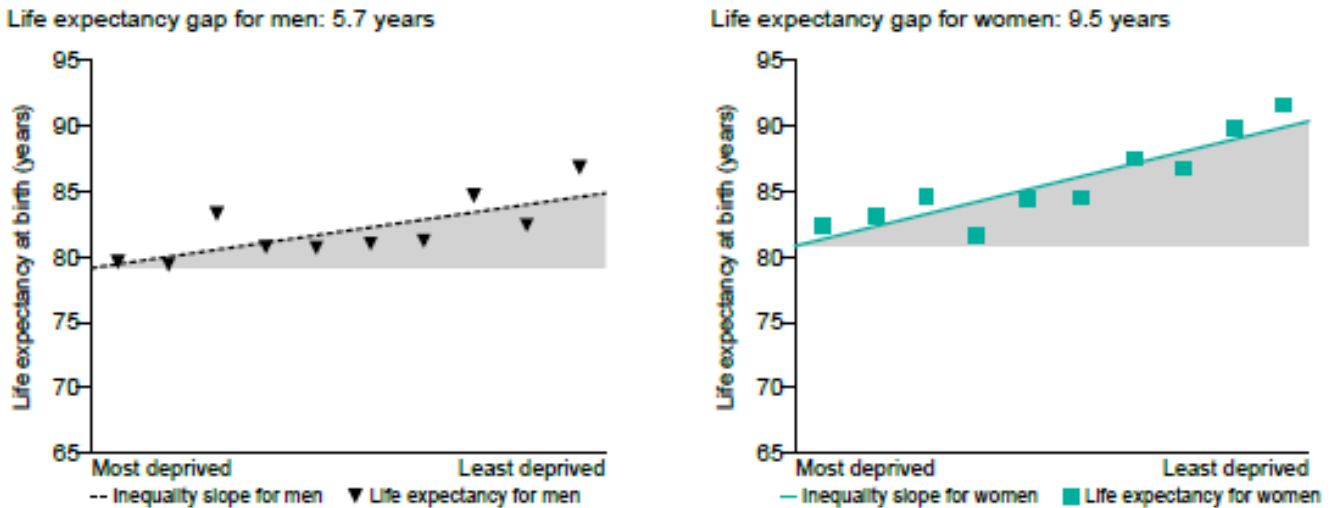 Life expectancy gap for men: 5.7 years
95
90
85
80
75
70
65
Life expectancy at birth (years)
Most deprived Least deprived
Inequality slope for men Life expectancy for men
Life expectancy gap for women: 9.5 years
95
90
85
80
75
70
65
Life expectancy at birth (years)
Most deprived Least deprived
Inequality slope for women Life expectancy for women